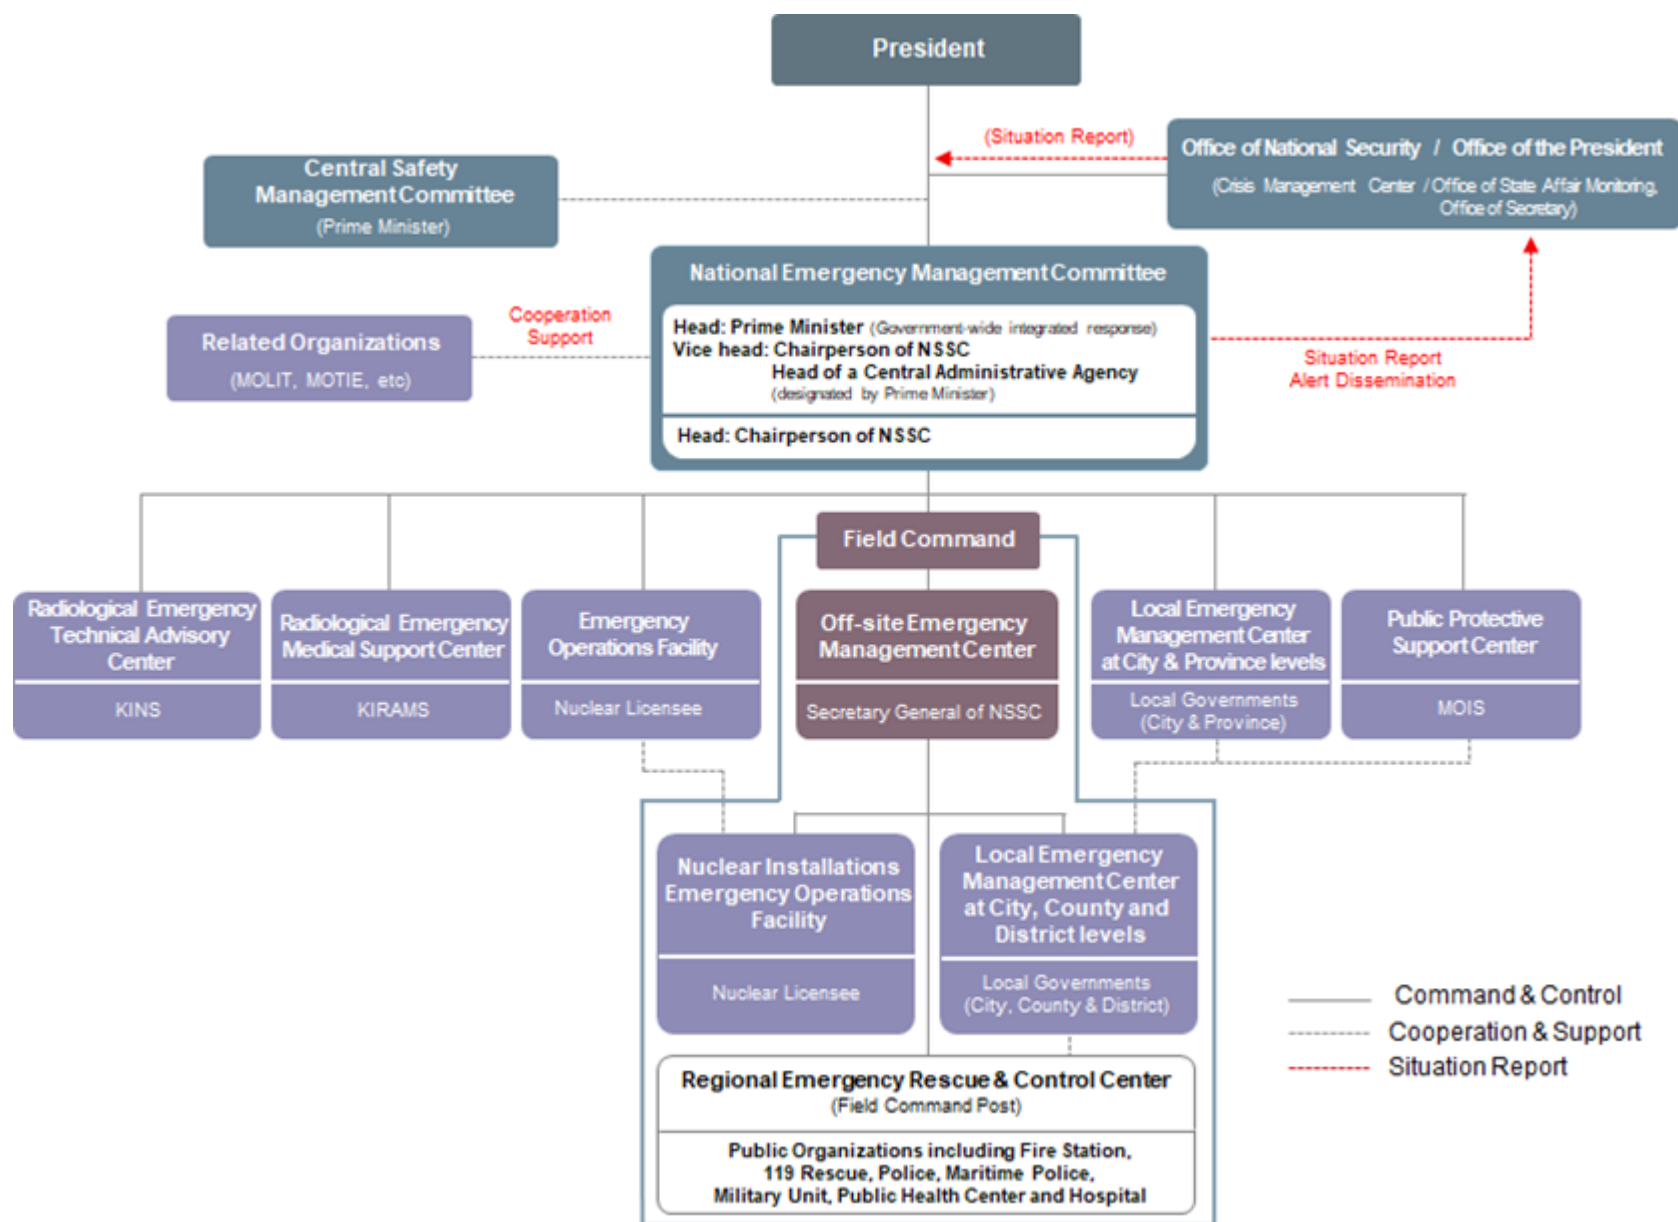 President
(Situation Report)
Office of National Security / Office of the President
(Crisis Management Center / Office of State Affair Monitoring,
Office of Secretary)
Central Safety
Management Committee
(Prime Minister)
National Emergency Management Committee
Head: Prime Minister (Government-wide integrated response)
Vice head: Chairperson of NSSC
Head of a Central Administrative Agency
(designated by Prime Minister)
Head: Chairperson of NSSC
Related Organizations
(MOLIT, MOTIE, etc)
Cooperation
Support
Situation Report
Alert Dissemination
Field Command
Radiological Emergency
Technical Advisory
Center
KINS
Radiological Emergency
Medical Support Center
KIRAMS
Emergency
Operations Facility
Nuclear Licensee
Off-site Emergency
Management Center
Secretary General of NSSC
Local Emergency
Management Center
at City & Province levels
Local Governments
(City & Province)
Public Protective
Support Center
MOIS
Nuclear Installations
Emergency Operations
Facility
Nuclear Licensee
Local Emergency
Management Center
at City, County and
District levels
Local Governments
(City, County & District)
Regional Emergency Rescue & Control Center
(Field Command Post)
Public Organizations including Fire Station,
119 Rescue, Police, Maritime Police,
Military Unit, Public Health Center and Hospital
Command & Control
Cooperation & Support
Situation Report